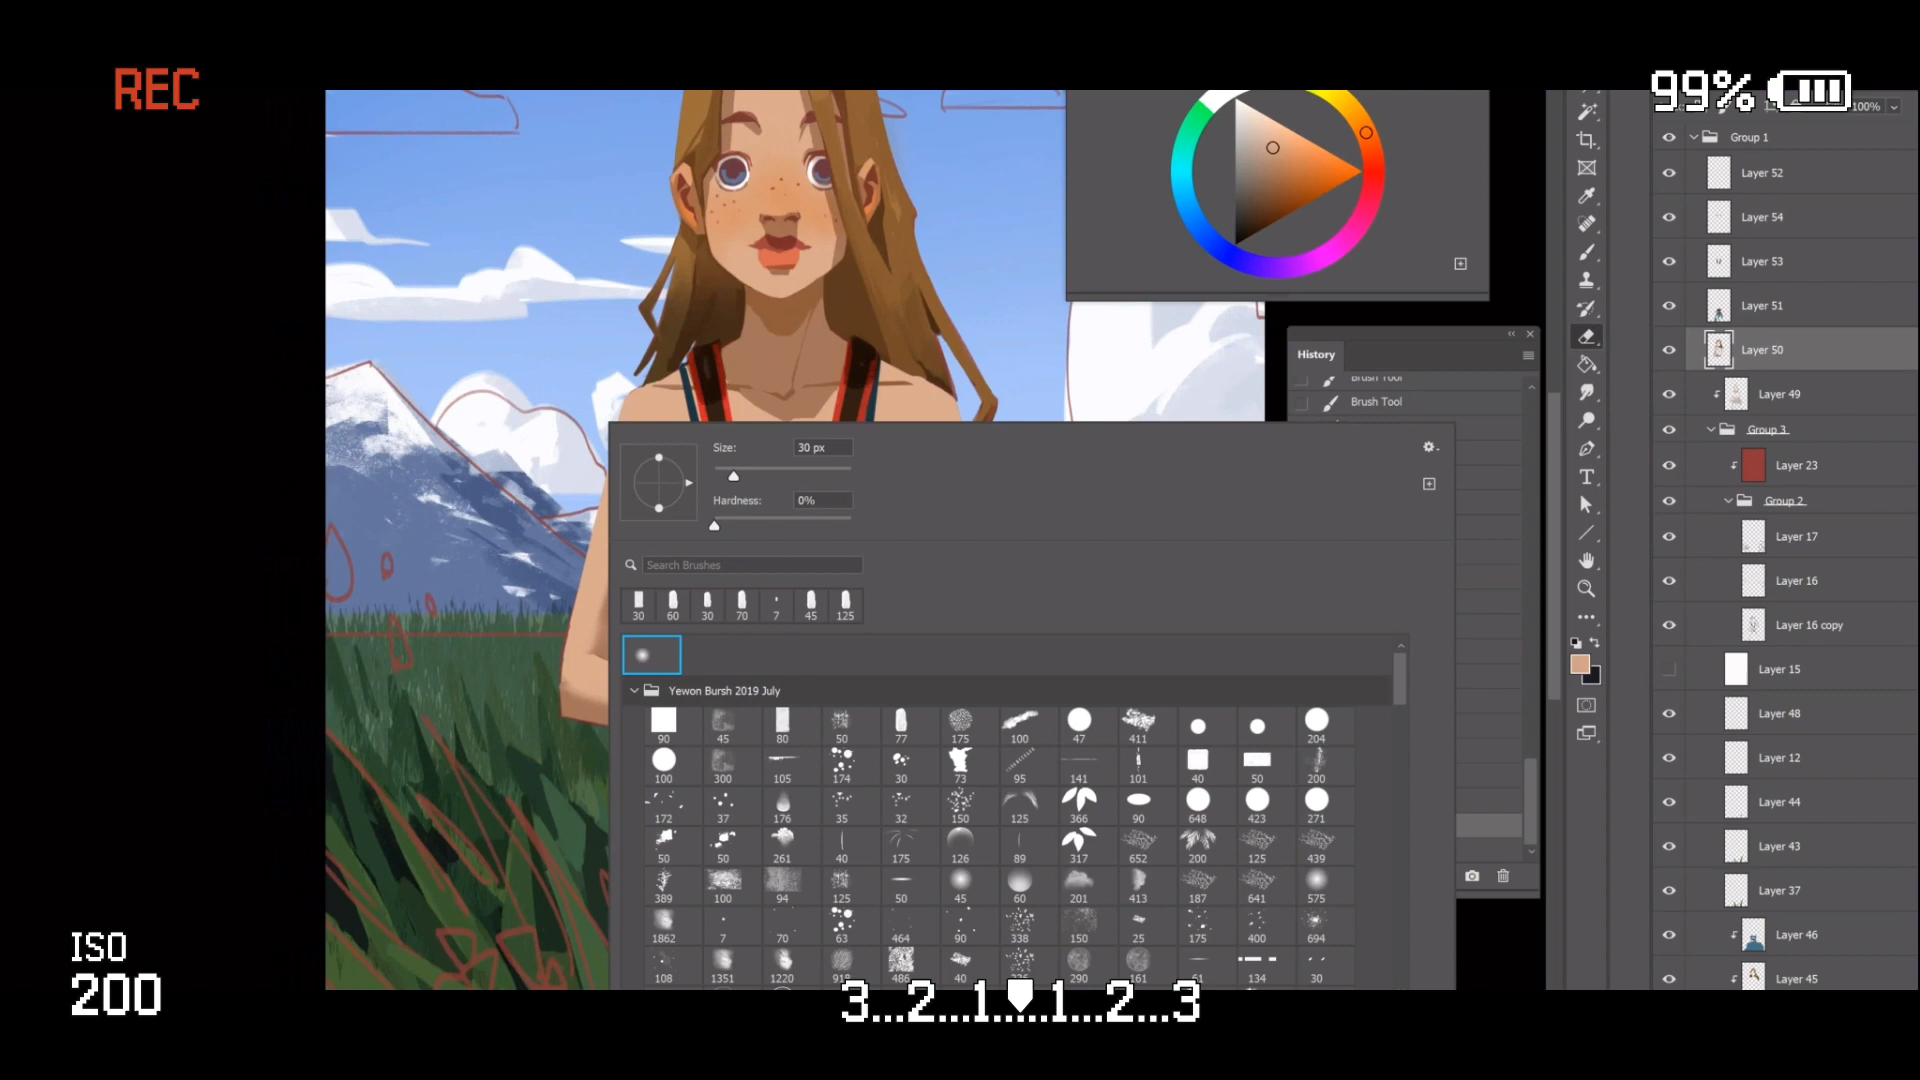 REC
99%
100%
Group 1
Layer 52
Layer 54
Layer 53
Layer 51
Layer 50
Layer 49
Group 3
Layer 23
Group 2
Layer 17
Layer 16
Layer 16 copy
Layer 15
Layer 48
Layer 12
Layer 44
Layer 43
Layer 37
Layer 46
Layer 45
History
Brush Tool
Brush Tool
Size: 30 px
Hardness: 0%
Search Brushes
30 60 30 70 7 45 125
Yewon Bursh 2019 July
90 45 80 50 77 175 100 47 411 204
100 300 105 174 30 73 95 141 101 40 50 200
172 37 176 35 32 150 125 366 90 648 423 271
50 50 261 40 175 126 89 317 652 200 125 439
389 100 94 125 50 45 60 201 413 187 641 575
1862 7 70 63 464 90 338 150 25 175 400 694
108 1351 1220 918 486 40 290 161 61 134 30
ISO
200
3...2...1...1...2...3